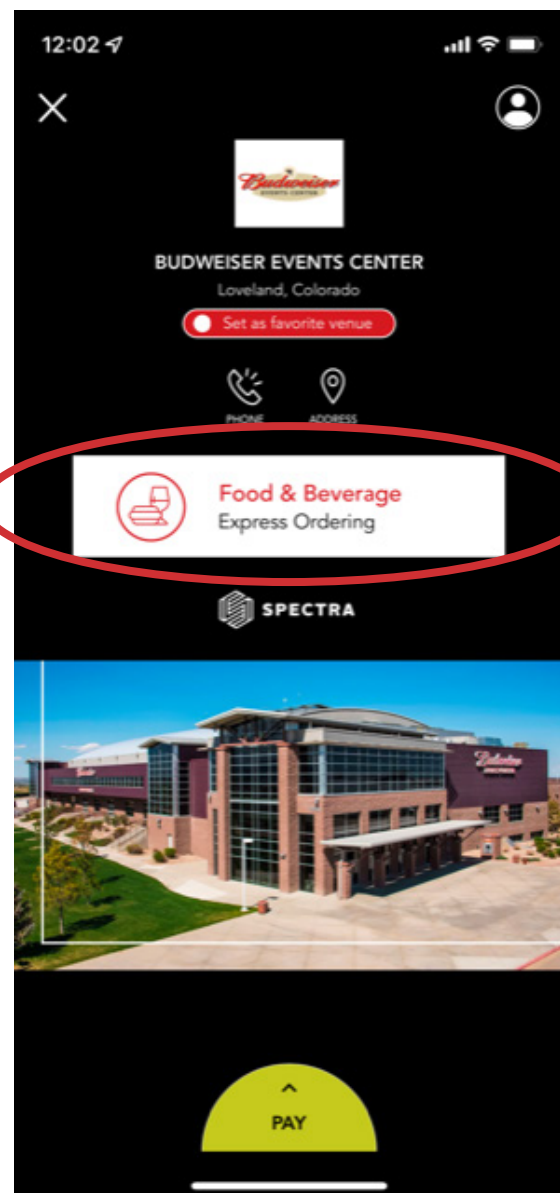 12:02
Budweiser
EVENTS CENTER
BUDWEISER EVENTS CENTER
Loveland, Colorado
Set as favorite venue
PHONE
ADDRESS
Food & Beverage
Express Ordering
SPECTRA
Budweiser
PAY